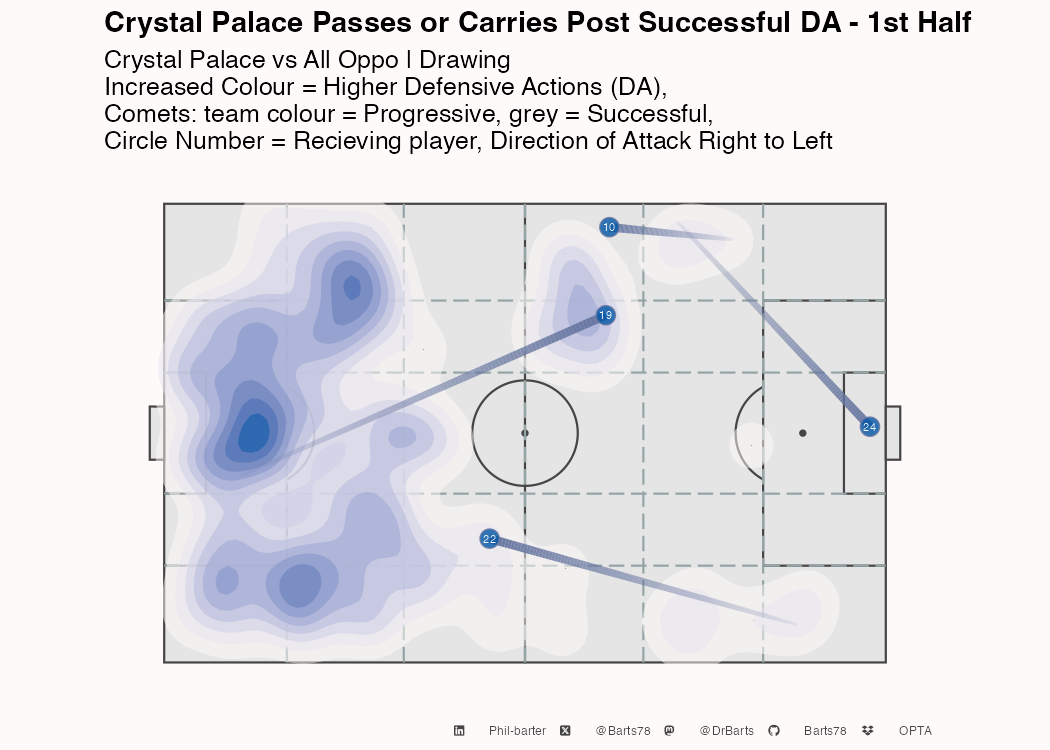 Crystal Palace Passes or Carries Post Successful DA - 1st Half
Crystal Palace vs All Oppo | Drawing
Increased Colour = Higher Defensive Actions (DA),
Comets: team colour = Progressive, grey = Successful,
Circle Number = Recieving player, Direction of Attack Right to Left
10
19
24
22
Phil-barter @Barts78 @DrBarts Barts78 OPTA